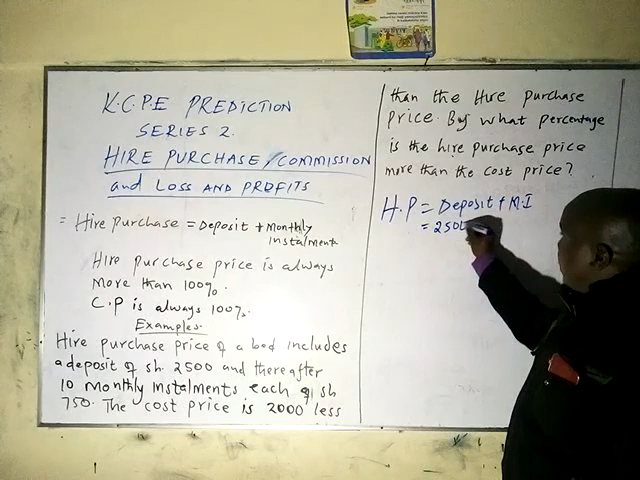 K.C.P.E PREDICTION
SERIES 2.
HIRE PURCHASE/COMMISSION
and LOSS AND PROFITS
= Hire purchase = Deposit + Monthly
instalments
Hire purchase price is always
more than 100%.
C.P is always 100%.
Examples.
Hire purchase price of a bed includes
a deposit of sh. 2500 and thereafter
10 monthly instalments each of sh
750. The cost price is 2000 less
than the Hire purchase
price. By what percentage
is the hire purchase price
more than the cost price?
H.P = Deposit + M.I
= 250